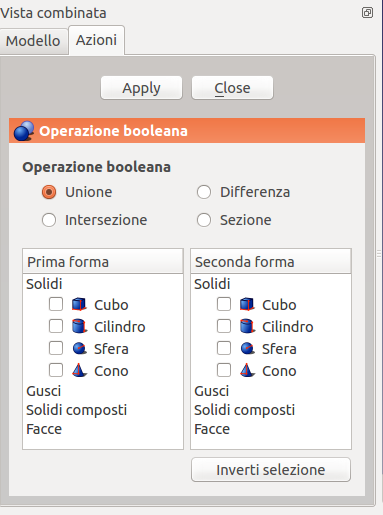 Vista combinata
Modello Azioni
Apply Close
Operazione booleana
Operazione booleana
Unione Differenza
Intersezione Sezione
Prima forma Seconda forma
Solidi Solidi
Cubo Cubo
Cilindro Cilindro
Sfera Sfera
Cono Cono
Gusci Gusci
Solidi composti Solidi composti
Facce Facce
Inverti selezione